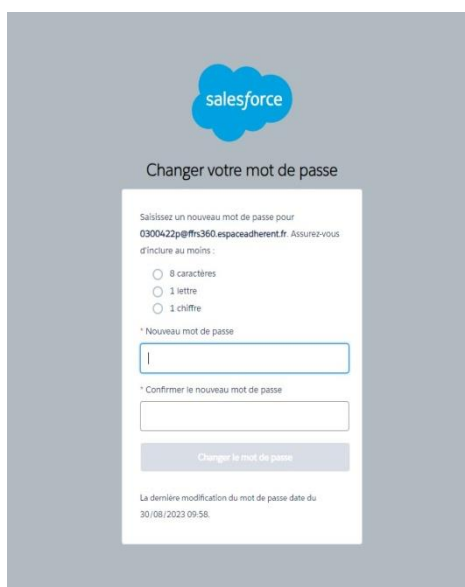 salesforce
Changer votre mot de passe
Saisissez un nouveau mot de passe pour
0300422p@ffrs360.espaceadherent.fr. Assurez-vous
d'inclure au moins :
8 caractères
1 lettre
1 chiffre
* Nouveau mot de passe
* Confirmer le nouveau mot de passe
Changer le mot de passe
La dernière modification du mot de passe date du
30/08/2023 09:58.